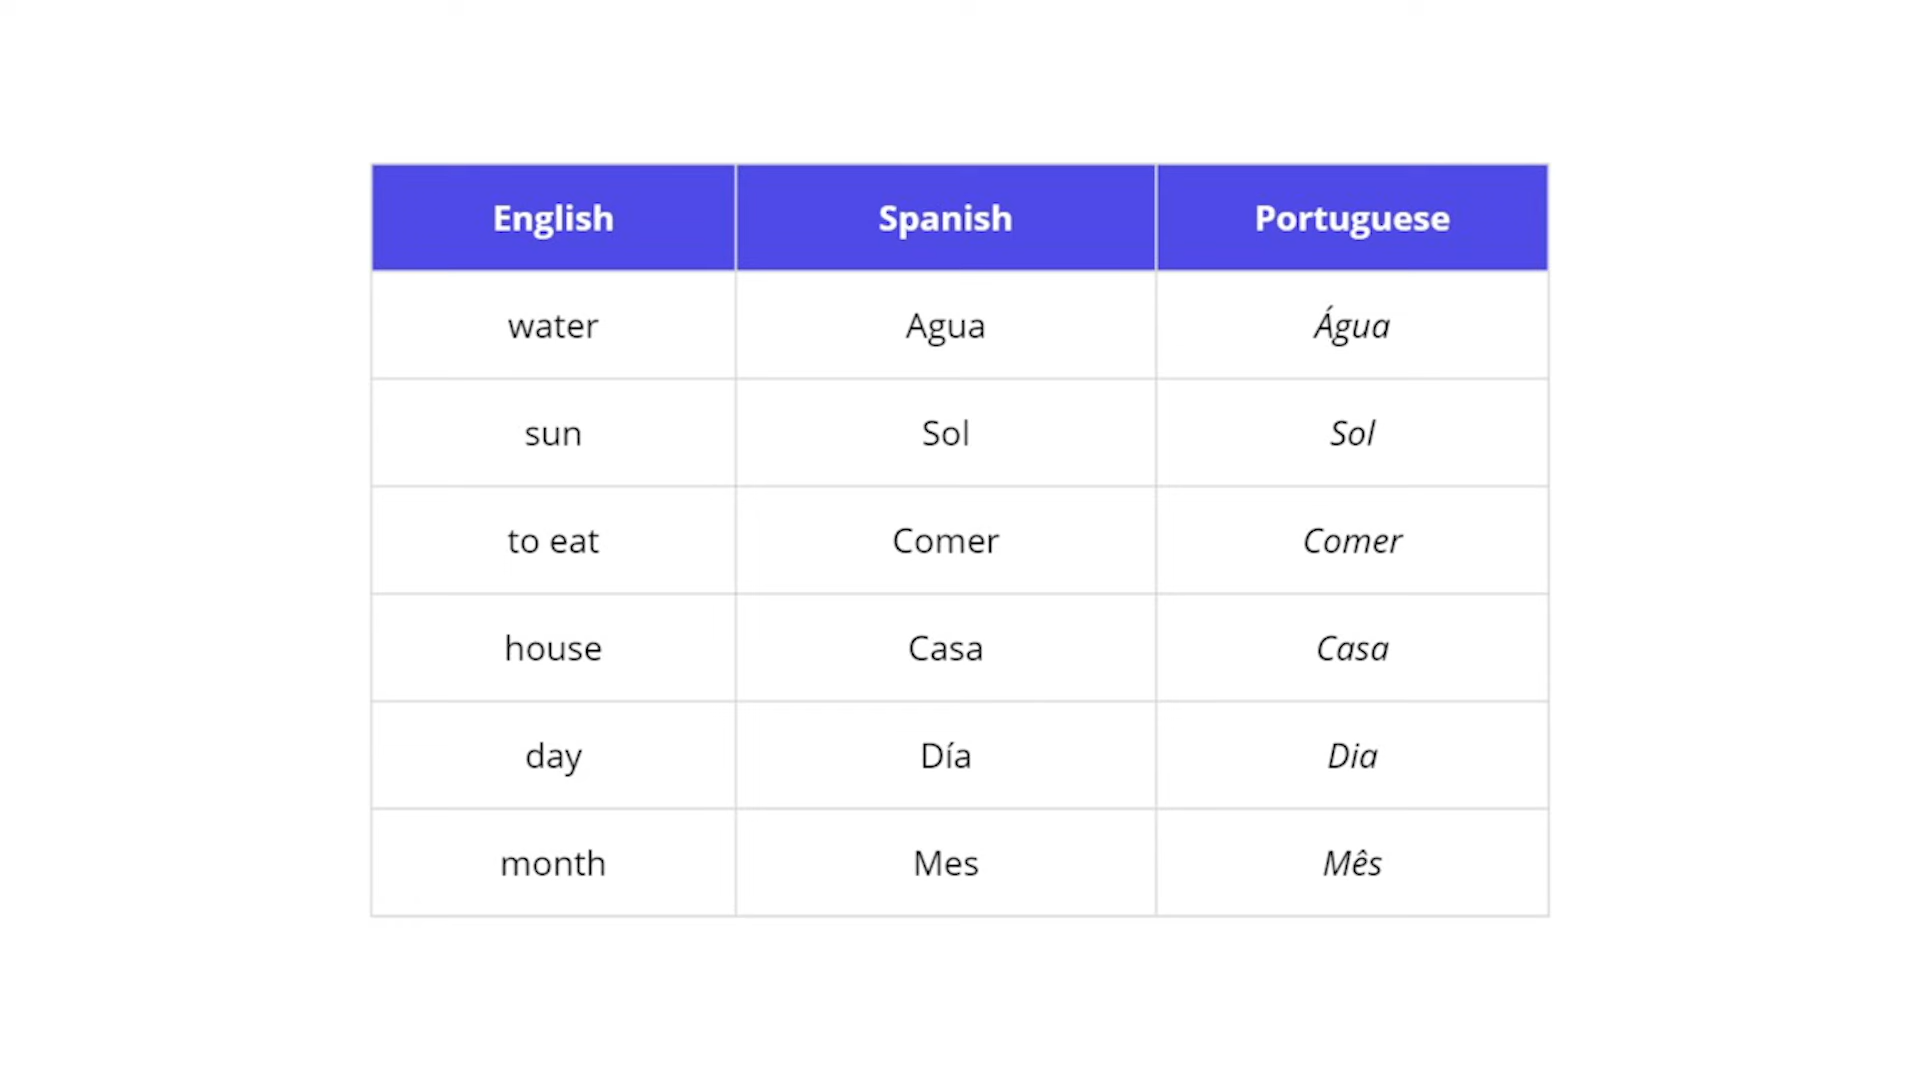 English Spanish Portuguese
water Agua Água
sun Sol Sol
to eat Comer Comer
house Casa Casa
day Día Dia
month Mes Mês